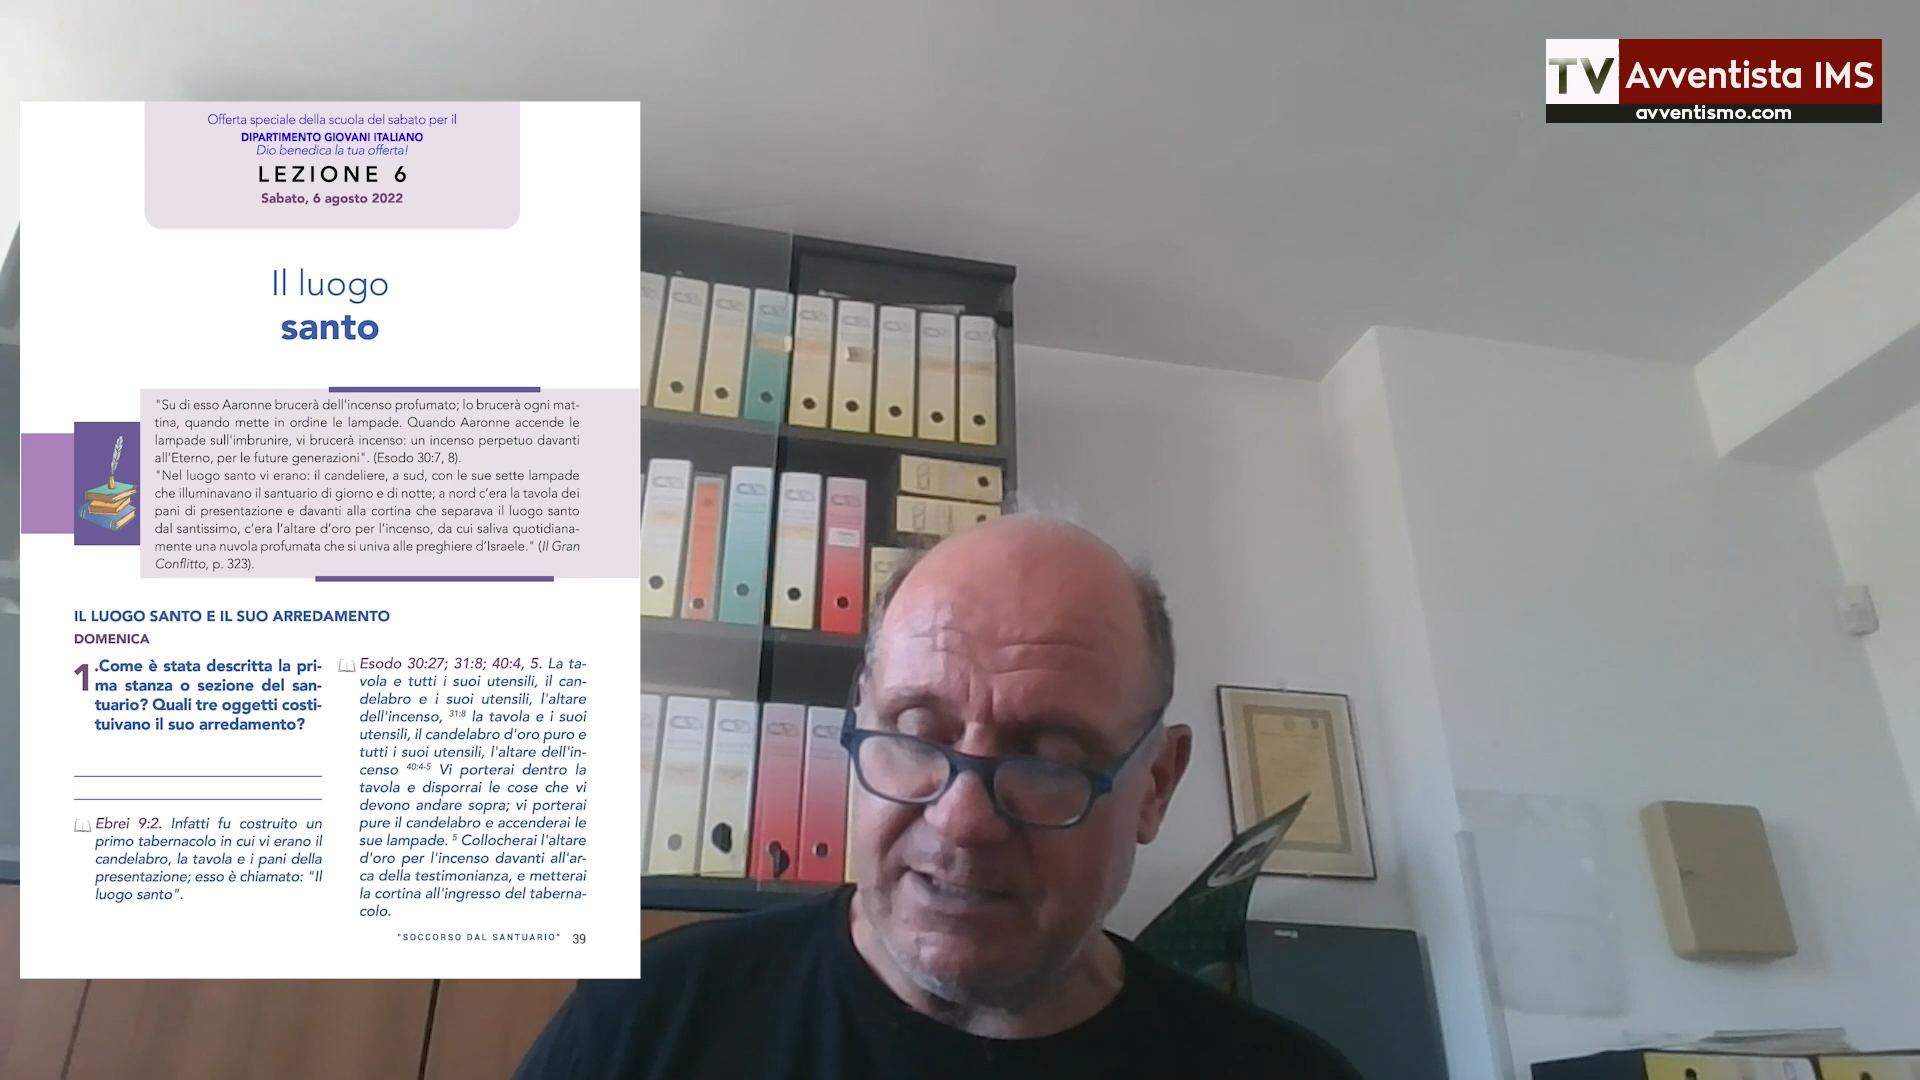 TV Avventista IMS
avventismo.com
Offerta speciale della scuola del sabato per il
DIPARTIMENTO GIOVANI ITALIANO
Dio benedica la tua offerta!
LEZIONE 6
Sabato, 6 agosto 2022
Il luogo
santo
"Su di esso Aaronne brucerà dell'incenso profumato; lo brucerà ogni mat-
tina, quando mette in ordine le lampade. Quando Aaronne accende le
lampade sull'imbrunire, vi brucerà incenso: un incenso perpetuo davanti
all'Eterno, per le future generazioni". (Esodo 30:7, 8).
"Nel luogo santo vi erano: il candeliere, a sud, con le sue sette lampade
che illuminavano il santuario di giorno e di notte; a nord c'era la tavola dei
pani di presentazione e davanti alla cortina che separava il luogo santo
dal santissimo, c'era l'altare d'oro per l'incenso, da cui saliva quotidiana-
mente una nuvola profumata che si univa alle preghiere d'Israele." (Il Gran
Conflitto, p. 323).
IL LUOGO SANTO E IL SUO ARREDAMENTO
DOMENICA
1.Come è stata descritta la pri-
ma stanza o sezione del san-
tuario? Quali tre oggetti costi-
tuivano il suo arredamento?
Ebrei 9:2. Infatti fu costruito un
primo tabernacolo in cui vi erano il
candelabro, la tavola e i pani della
presentazione; esso è chiamato: "Il
luogo santo".
Esodo 30:27; 31:8; 40:4, 5. La ta-
vola e tutti i suoi utensili, il can-
delabro e i suoi utensili, l'altare
dell'incenso, 31:8 la tavola e i suoi
utensili, il candelabro d'oro puro e
tutti i suoi utensili, l'altare dell'in-
censo 40:4-5 Vi porterai dentro la
tavola e disporrai le cose che vi
devono andare sopra; vi porterai
pure il candelabro e accenderai le
sue lampade. 5 Collocherai l'altare
d'oro per l'incenso davanti all'ar-
ca della testimonianza, e metterai
la cortina all'ingresso del taberna-
colo.
"SOCCORSO DAL SANTUARIO" 39